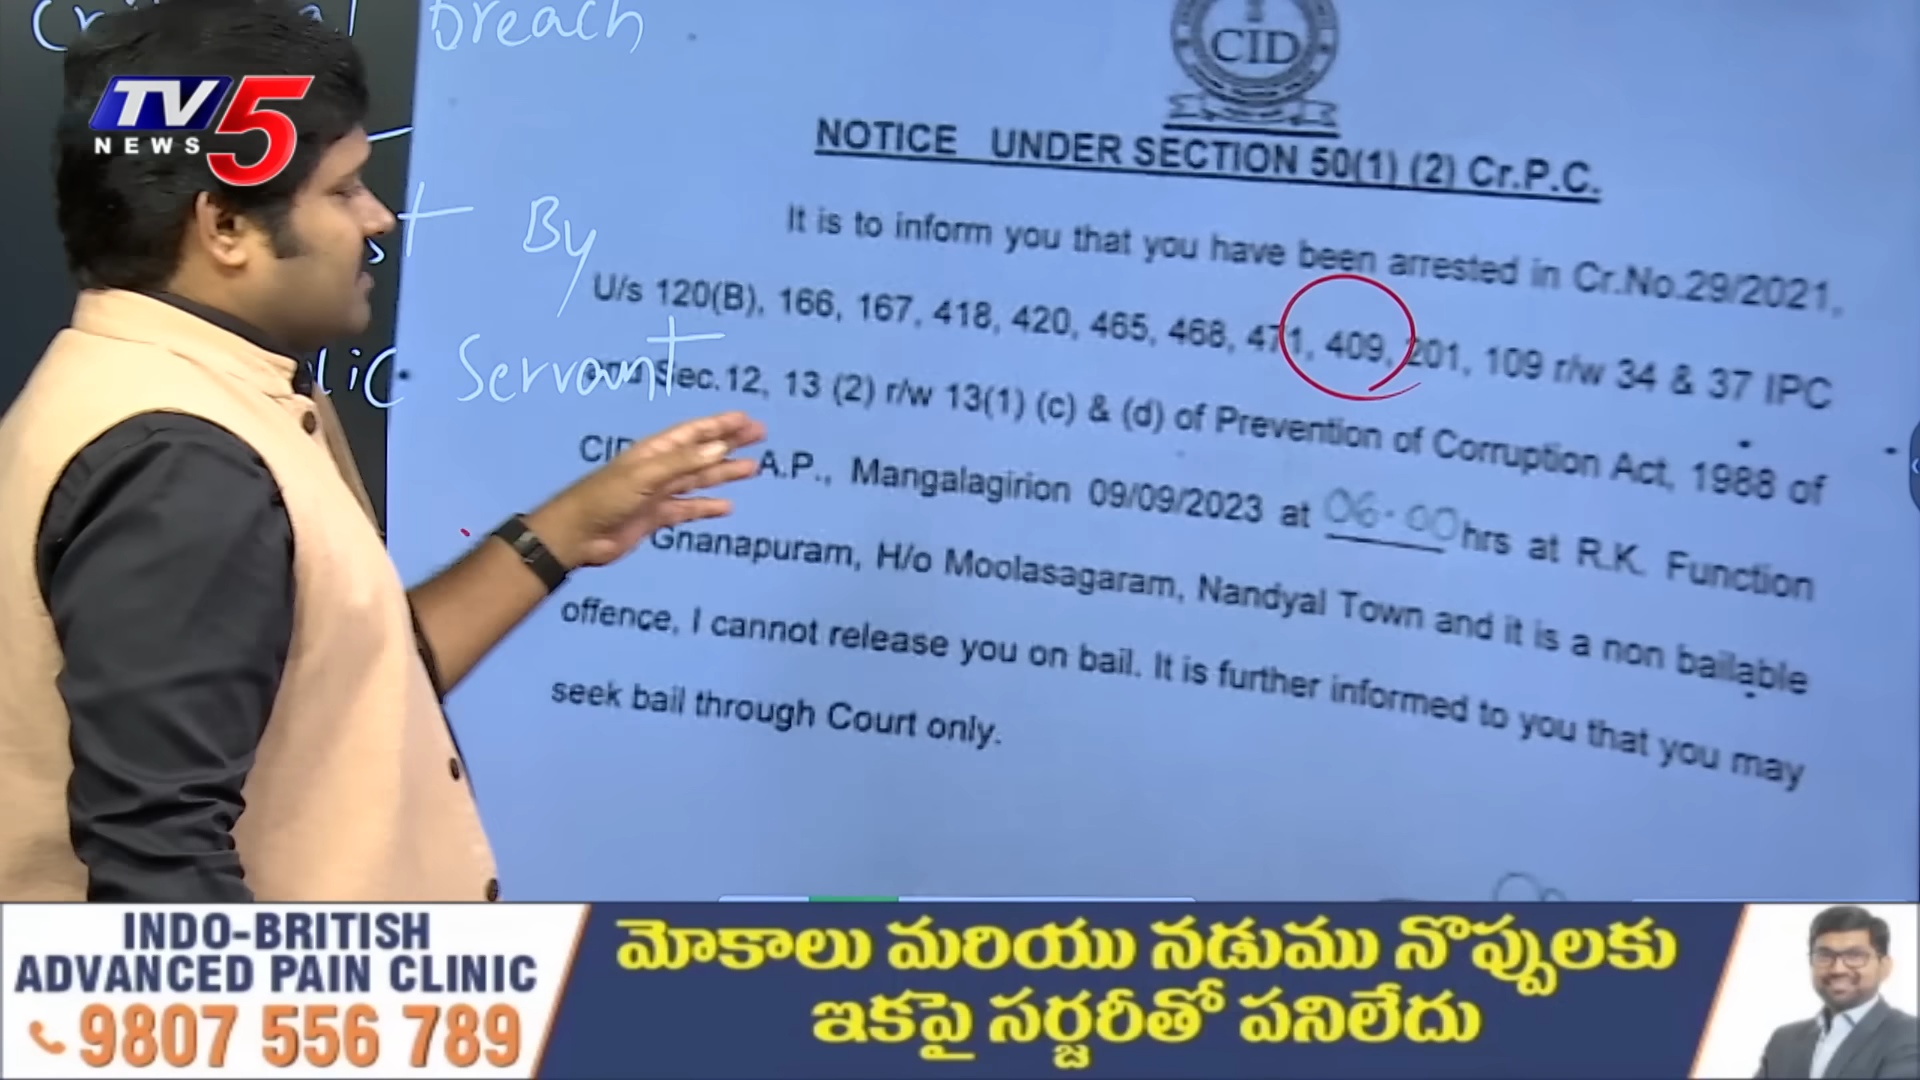 breach
TV5
NEWS
By
Servant
CID
NOTICE UNDER SECTION 50(1) (2) Cr.P.C.
It is to inform you that you have been arrested in Cr.No.29/2021,
U/s 120(B), 166, 167, 418, 420, 465, 468, 471, 409, 201, 109 r/w 34 & 37 IPC
Sec.12, 13 (2) r/w 13(1) (c) & (d) of Prevention of Corruption Act, 1988 of
CID A.P., Mangalagirion 09/09/2023 at 06-00 hrs at R.K. Function
Gnanapuram, H/o Moolasagaram, Nandyal Town and it is a non bailable
offence, I cannot release you on bail. It is further informed to you that you may
seek bail through Court only.
INDO-BRITISH
ADVANCED PAIN CLINIC
9807 556 789
మోకాలు మరియు నడుము నొప్పులకు
ఇకపై సర్జరీతో పనిలేదు